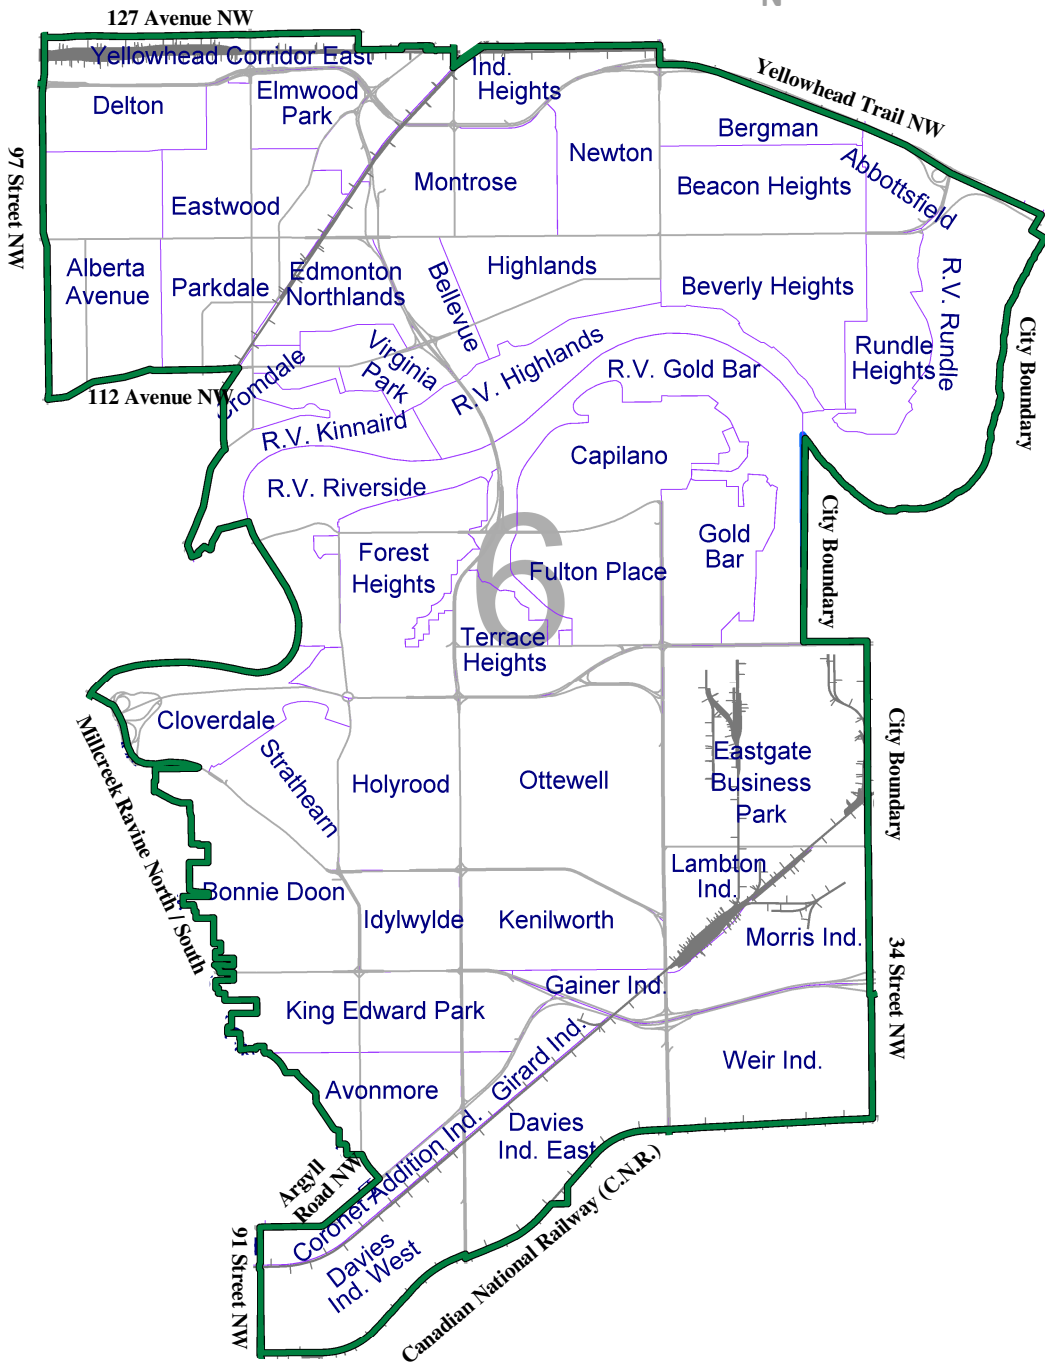 N
127 Avenue NW
Yellowhead Corridor East
Ind.
Heights
Yellowhead Trail NW
Delton
Elmwood
Park
Bergman
Newton
Abbottsfield
97 Street NW
Montrose
Beacon Heights
Eastwood
Alberta
Avenue
Parkdale
Edmonton
Northlands
Bellevue
Highlands
Beverly Heights
R.V. Rundle
City Boundary
Rundle
Heights
Cromdale
Virginia
Park
R.V. Highlands
R.V. Gold Bar
112 Avenue NW
R.V. Kinnaird
Capilano
R.V. Riverside
City Boundary
Gold
Bar
6
Forest
Heights
Fulton Place
Terrace
Heights
Cloverdale
City Boundary
Millcreek Ravine North / South
Strathearn
Holyrood
Ottewell
Eastgate
Business
Park
Lambton
Ind.
Bonnie Doon
Idylwylde
Kenilworth
Morris Ind.
34 Street NW
Gainer Ind.
King Edward Park
Girard Ind.
Weir Ind.
Avonmore
Davies
Ind. East
Argyll
Road NW
Coronet Addition Ind.
Canadian National Railway (C.N.R.)
91 Street NW
Davies
Ind. West